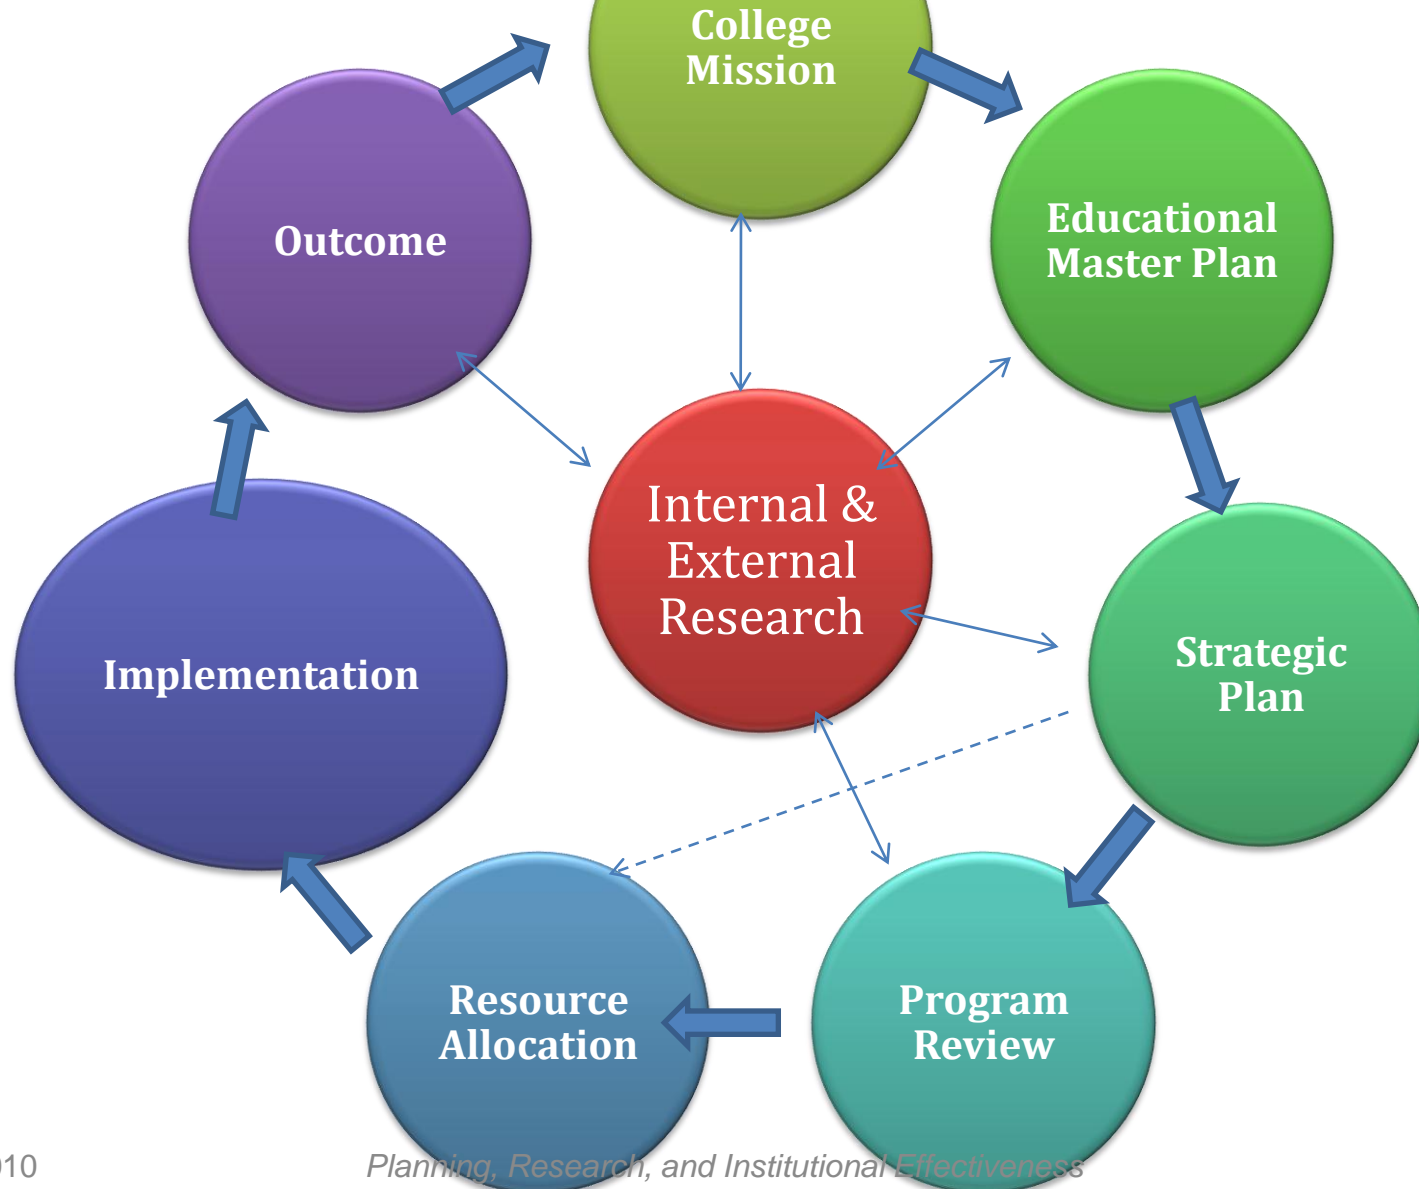 College
Mission
Outcome
Educational
Master Plan
Internal &
External
Research
Implementation
Strategic
Plan
Resource
Allocation
Program
Review
Planning, Research, and Institutional Effectiveness